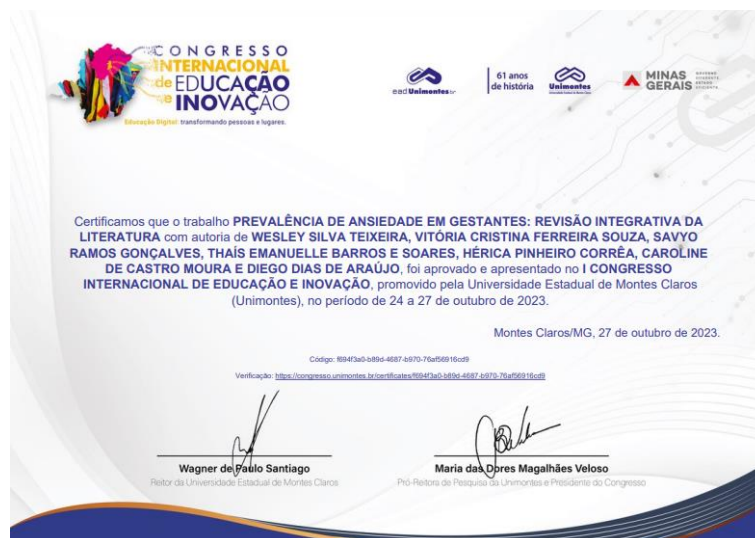 CONGRESSO
INTERNACIONAL
de EDUCAÇÃO
e INOVAÇÃO
Educação Digital: transformando pessoas e lugares.
ead Unimontes
61 anos
de história
Unimontes
MINAS
GERAIS
Certificamos que o trabalho PREVALÊNCIA DE ANSIEDADE EM GESTANTES: REVISÃO INTEGRATIVA DA
LITERATURA com autoria de WESLEY SILVA TEIXEIRA, VITÓRIA CRISTINA FERREIRA SOUZA, SAVYO
RAMOS GONÇALVES, THAÍS EMANUELLE BARROS E SOARES, HÉRICA PINHEIRO CORRÊA, CAROLINE
DE CASTRO MOURA E DIEGO DIAS DE ARAÚJO, foi aprovado e apresentado no I CONGRESSO
INTERNACIONAL DE EDUCAÇÃO E INOVAÇÃO, promovido pela Universidade Estadual de Montes Claros
(Unimontes), no período de 24 a 27 de outubro de 2023.
Montes Claros/MG, 27 de outubro de 2023.
Código: f694f3a0-b89d-4687-b970-76af56916cd9
Verificação: https://congresso.unimontes.br/certificates/f694f3a0-b89d-4687-b970-76af56916cd9
Wagner de Paulo Santiago
Reitor da Universidade Estadual de Montes Claros
Maria das Dores Magalhães Veloso
Pró-Reitora de Pesquisa da Unimontes e Presidente do Congresso